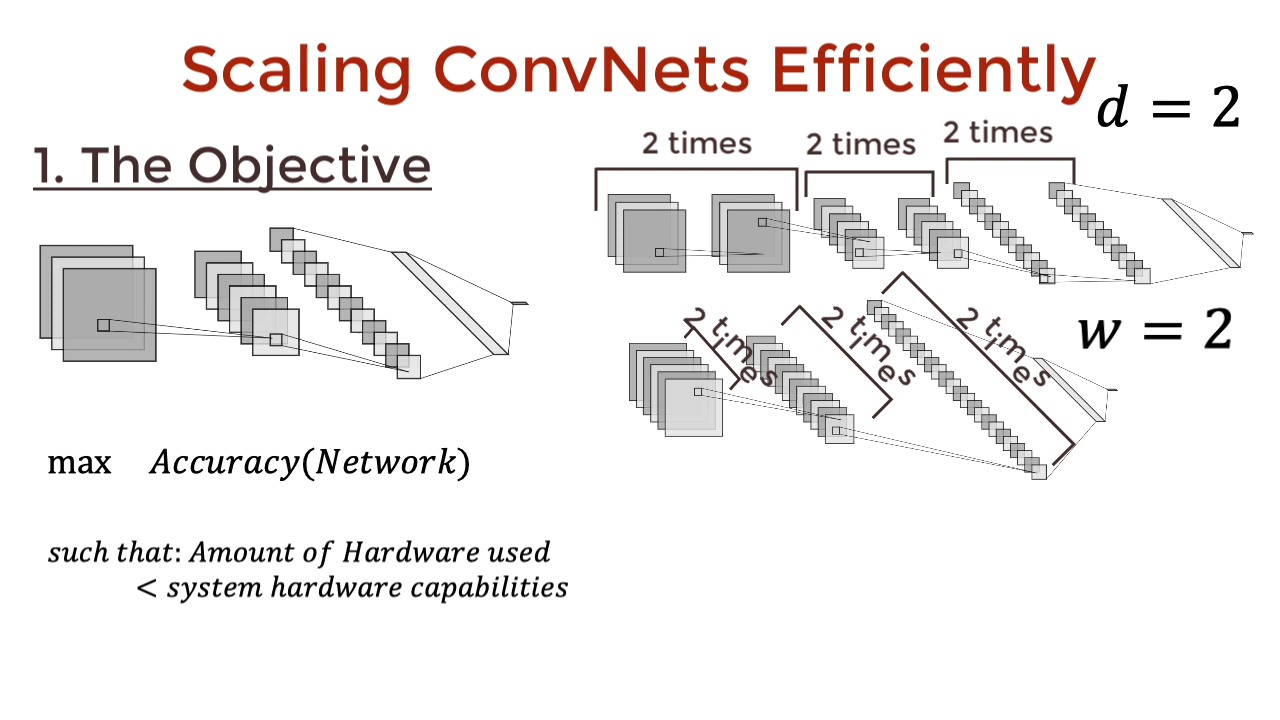 Scaling ConvNets Efficiently
1. The Objective
2 times
2 times
2 times
d = 2
2 times
2 times
2 times
w = 2
max Accuracy(Network)
such that: Amount of Hardware used
< system hardware capabilities